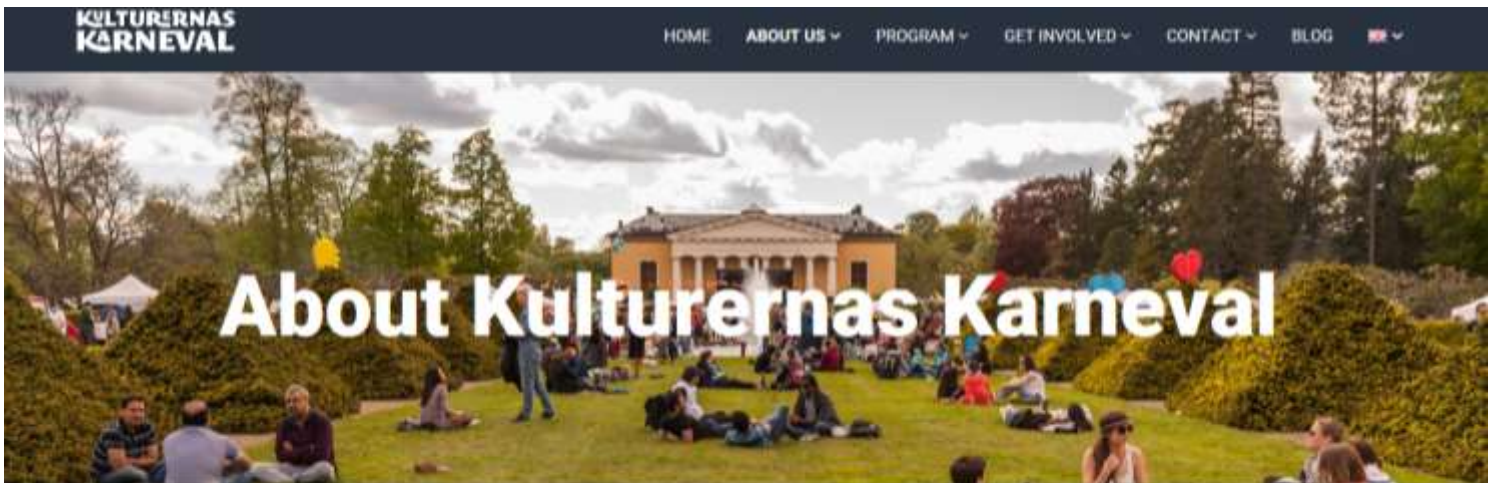 KULTURERNAS
KARNEVAL
HOME ABOUT US PROGRAM GET INVOLVED CONTACT BLOG
About Kulturernas Karneval